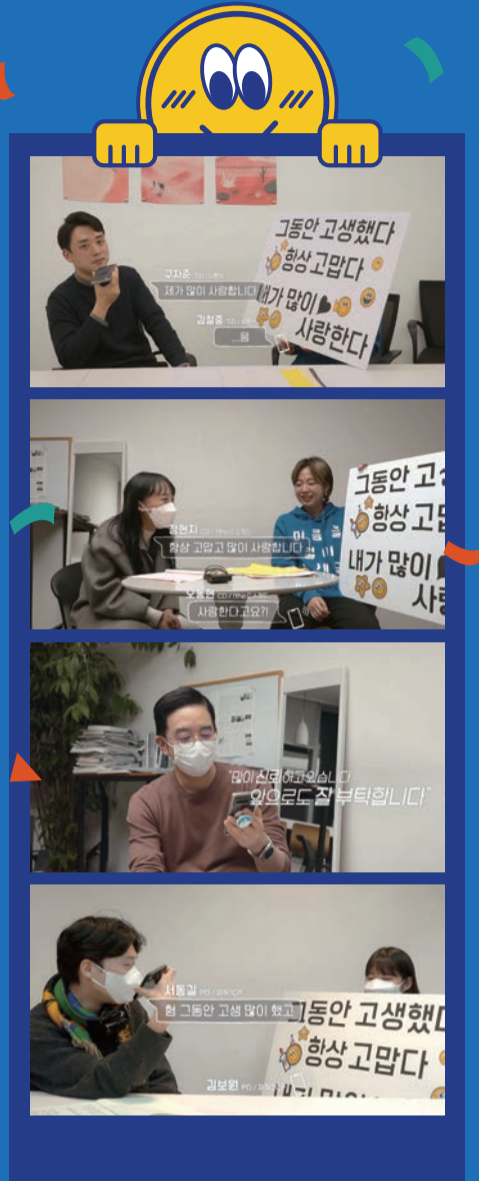 그동안 고생했다
항상 고맙다
내가 많이
사랑한다
구자준
제가 많이 사랑합니다
김철중
...음
그동안 고
항상 고
내가 많이
사
정현지
항상 고맙고 많이 사랑합니다
오동현
사랑한다고요?!
"많이 신뢰하고 있습니다
앞으로도 잘 부탁합니다"
서동길
형 그동안 고생 많이 했고
그동안 고생했다
항상 고맙다
김보원